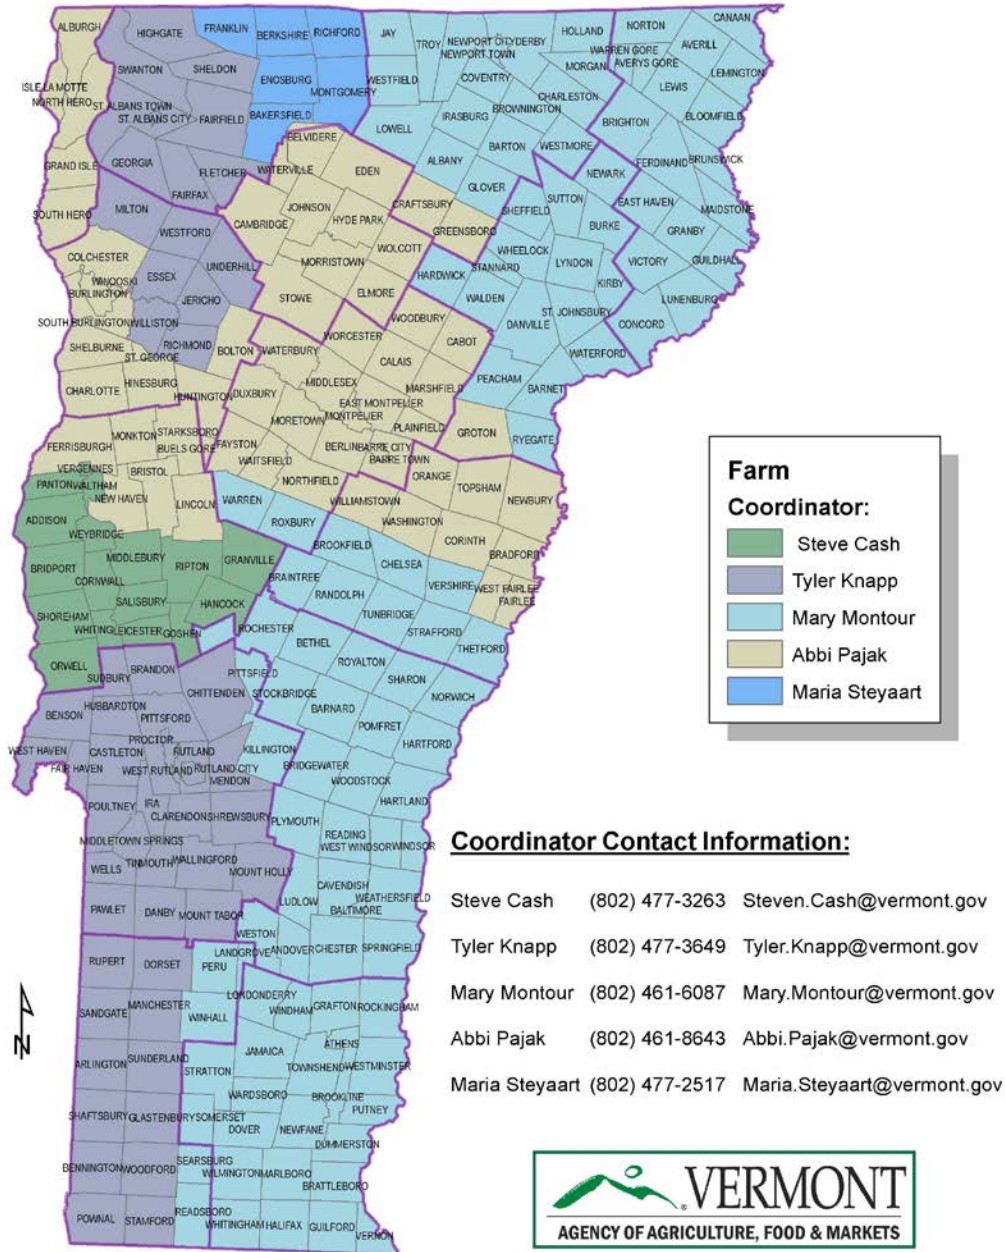 ALBURGH
HIGHGATE
FRANKLIN
BERKSHIRE
RICHFORD
JAY
TROY
NEWPORT CITY
DERBY
NEWPORT TOWN
HOLLAND
NORTON
CANAAN
WARREN GORE
AVERYS GORE
AVERILL
LEMINGTON
ISLE LA MOTTE
NORTH HERO
SWANTON
SHELDON
ENOSBURG
MONTGOMERY
WESTFIELD
COVENTRY
MORGAN
CHARLESTON
LEWIS
BLOOMFIELD
ST. ALBANS TOWN
ST. ALBANS CITY
FAIRFIELD
BAKERSFIELD
LOWELL
IRASBURG
BROWNINGTON
BRIGHTON
BELVIDERE
BARTON
WESTMORE
FERDINAND
BRUNSWICK
GRAND ISLE
GEORGIA
FLETCHER
WATERVILLE
EDEN
ALBANY
GLOVER
NEWARK
FAIRFAX
SOUTH HERO
MILTON
CAMBRIDGE
JOHNSON
HYDE PARK
CRAFTSBURY
GREENSBORO
SHEFFIELD
SUTTON
BURKE
EAST HAVEN
MAIDSTONE
GRANBY
WESTFORD
UNDERHILL
COLCHESTER
WINOOSKI
BURLINGTON
ESSEX
JERICHO
MORRISTOWN
WOLCOTT
HARDWICK
STANNARD
WHEELOCK
LYNDON
KIRBY
VICTORY
GUILDHALL
LUNENBURG
STOWE
ELMORE
WALDEN
SOUTH BURLINGTON
WILLISTON
RICHMOND
SHELBURNE
ST. GEORGE
BOLTON
WATERBURY
WORCESTER
WOODBURY
CABOT
DANVILLE
ST. JOHNSBURY
CONCORD
WATERFORD
CHARLOTTE
HINESBURG
HUNTINGTON
DUXBURY
MIDDLESEX
CALAIS
MARSHFIELD
PEACHAM
BARNET
EAST MONTPELIER
MONTPELIER
MORETOWN
PLAINFIELD
GROTON
RYEGATE
FERRISBURGH
MONKTON
STARKSBORO
BUELS GORE
FAYSTON
WAITSFIELD
BERLIN
BARRE CITY
BARRE TOWN
VERGENNES
PANTON
WALTHAM
NEW HAVEN
BRISTOL
LINCOLN
WARREN
NORTHFIELD
WILLIAMSTOWN
ORANGE
TOPSHAM
NEWBURY
ADDISON
WEYBRIDGE
ROXBURY
WASHINGTON
CORINTH
BRADFORD
BRIDPORT
MIDDLEBURY
CORNWALL
RIPTON
GRANVILLE
BROOKFIELD
BRAINTREE
CHELSEA
VERSHIRE
WEST FAIRLEE
FAIRLEE
SHOREHAM
SALISBURY
HANCOCK
RANDOLPH
TUNBRIDGE
STRAFFORD
WHITING
LEICESTER
GOSHEN
ROCHESTER
BETHEL
THETFORD
ORWELL
SUDBURY
BRANDON
CHITTENDEN
PITTSFIELD
STOCKBRIDGE
ROYALTON
SHARON
NORWICH
BENSON
HUBBARDTON
PITTSFORD
BARNARD
POMFRET
HARTFORD
WEST HAVEN
FAIR HAVEN
CASTLETON
PROCTOR
RUTLAND
WEST RUTLAND
RUTLAND CITY
MENDON
KILLINGTON
BRIDGEWATER
WOODSTOCK
HARTLAND
POULTNEY
IRA
CLARENDON
SHREWSBURY
PLYMOUTH
READING
WEST WINDSOR
WINDSOR
MIDDLETOWN SPRINGS
WELLS
TINMOUTH
WALLINGFORD
MOUNT HOLLY
LUDLOW
CAVENDISH
WEATHERSFIELD
BALTIMORE
PAWLET
DANBY
MOUNT TABOR
WESTON
ANDOVER
CHESTER
SPRINGFIELD
RUPERT
DORSET
PERU
LANDGROVE
SANDGATE
MANCHESTER
WINHALL
LONDONDERRY
WINDHAM
GRAFTON
ROCKINGHAM
ARLINGTON
SUNDERLAND
STRATTON
JAMAICA
ATHENS
TOWNSHEND
WESTMINSTER
WARDSBORO
BROOKLINE
PUTNEY
SHAFTSBURY
GLASTENBURY
SOMERSET
DOVER
NEWFANE
DUMMERSTON
BENNINGTON
WOODFORD
SEARSBURG
WILMINGTON
MARLBORO
BRATTLEBORO
POWNAL
STAMFORD
READSBORO
WHITINGHAM
HALIFAX
GUILFORD
VERNON
N
Farm
Coordinator:
Steve Cash
Tyler Knapp
Mary Montour
Abbi Pajak
Maria Steyaart
Coordinator Contact Information:
Steve Cash (802) 477-3263 Steven.Cash@vermont.gov
Tyler Knapp (802) 477-3649 Tyler.Knapp@vermont.gov
Mary Montour (802) 461-6087 Mary.Montour@vermont.gov
Abbi Pajak (802) 461-8643 Abbi.Pajak@vermont.gov
Maria Steyaart (802) 477-2517 Maria.Steyaart@vermont.gov
VERMONT
AGENCY OF AGRICULTURE, FOOD & MARKETS